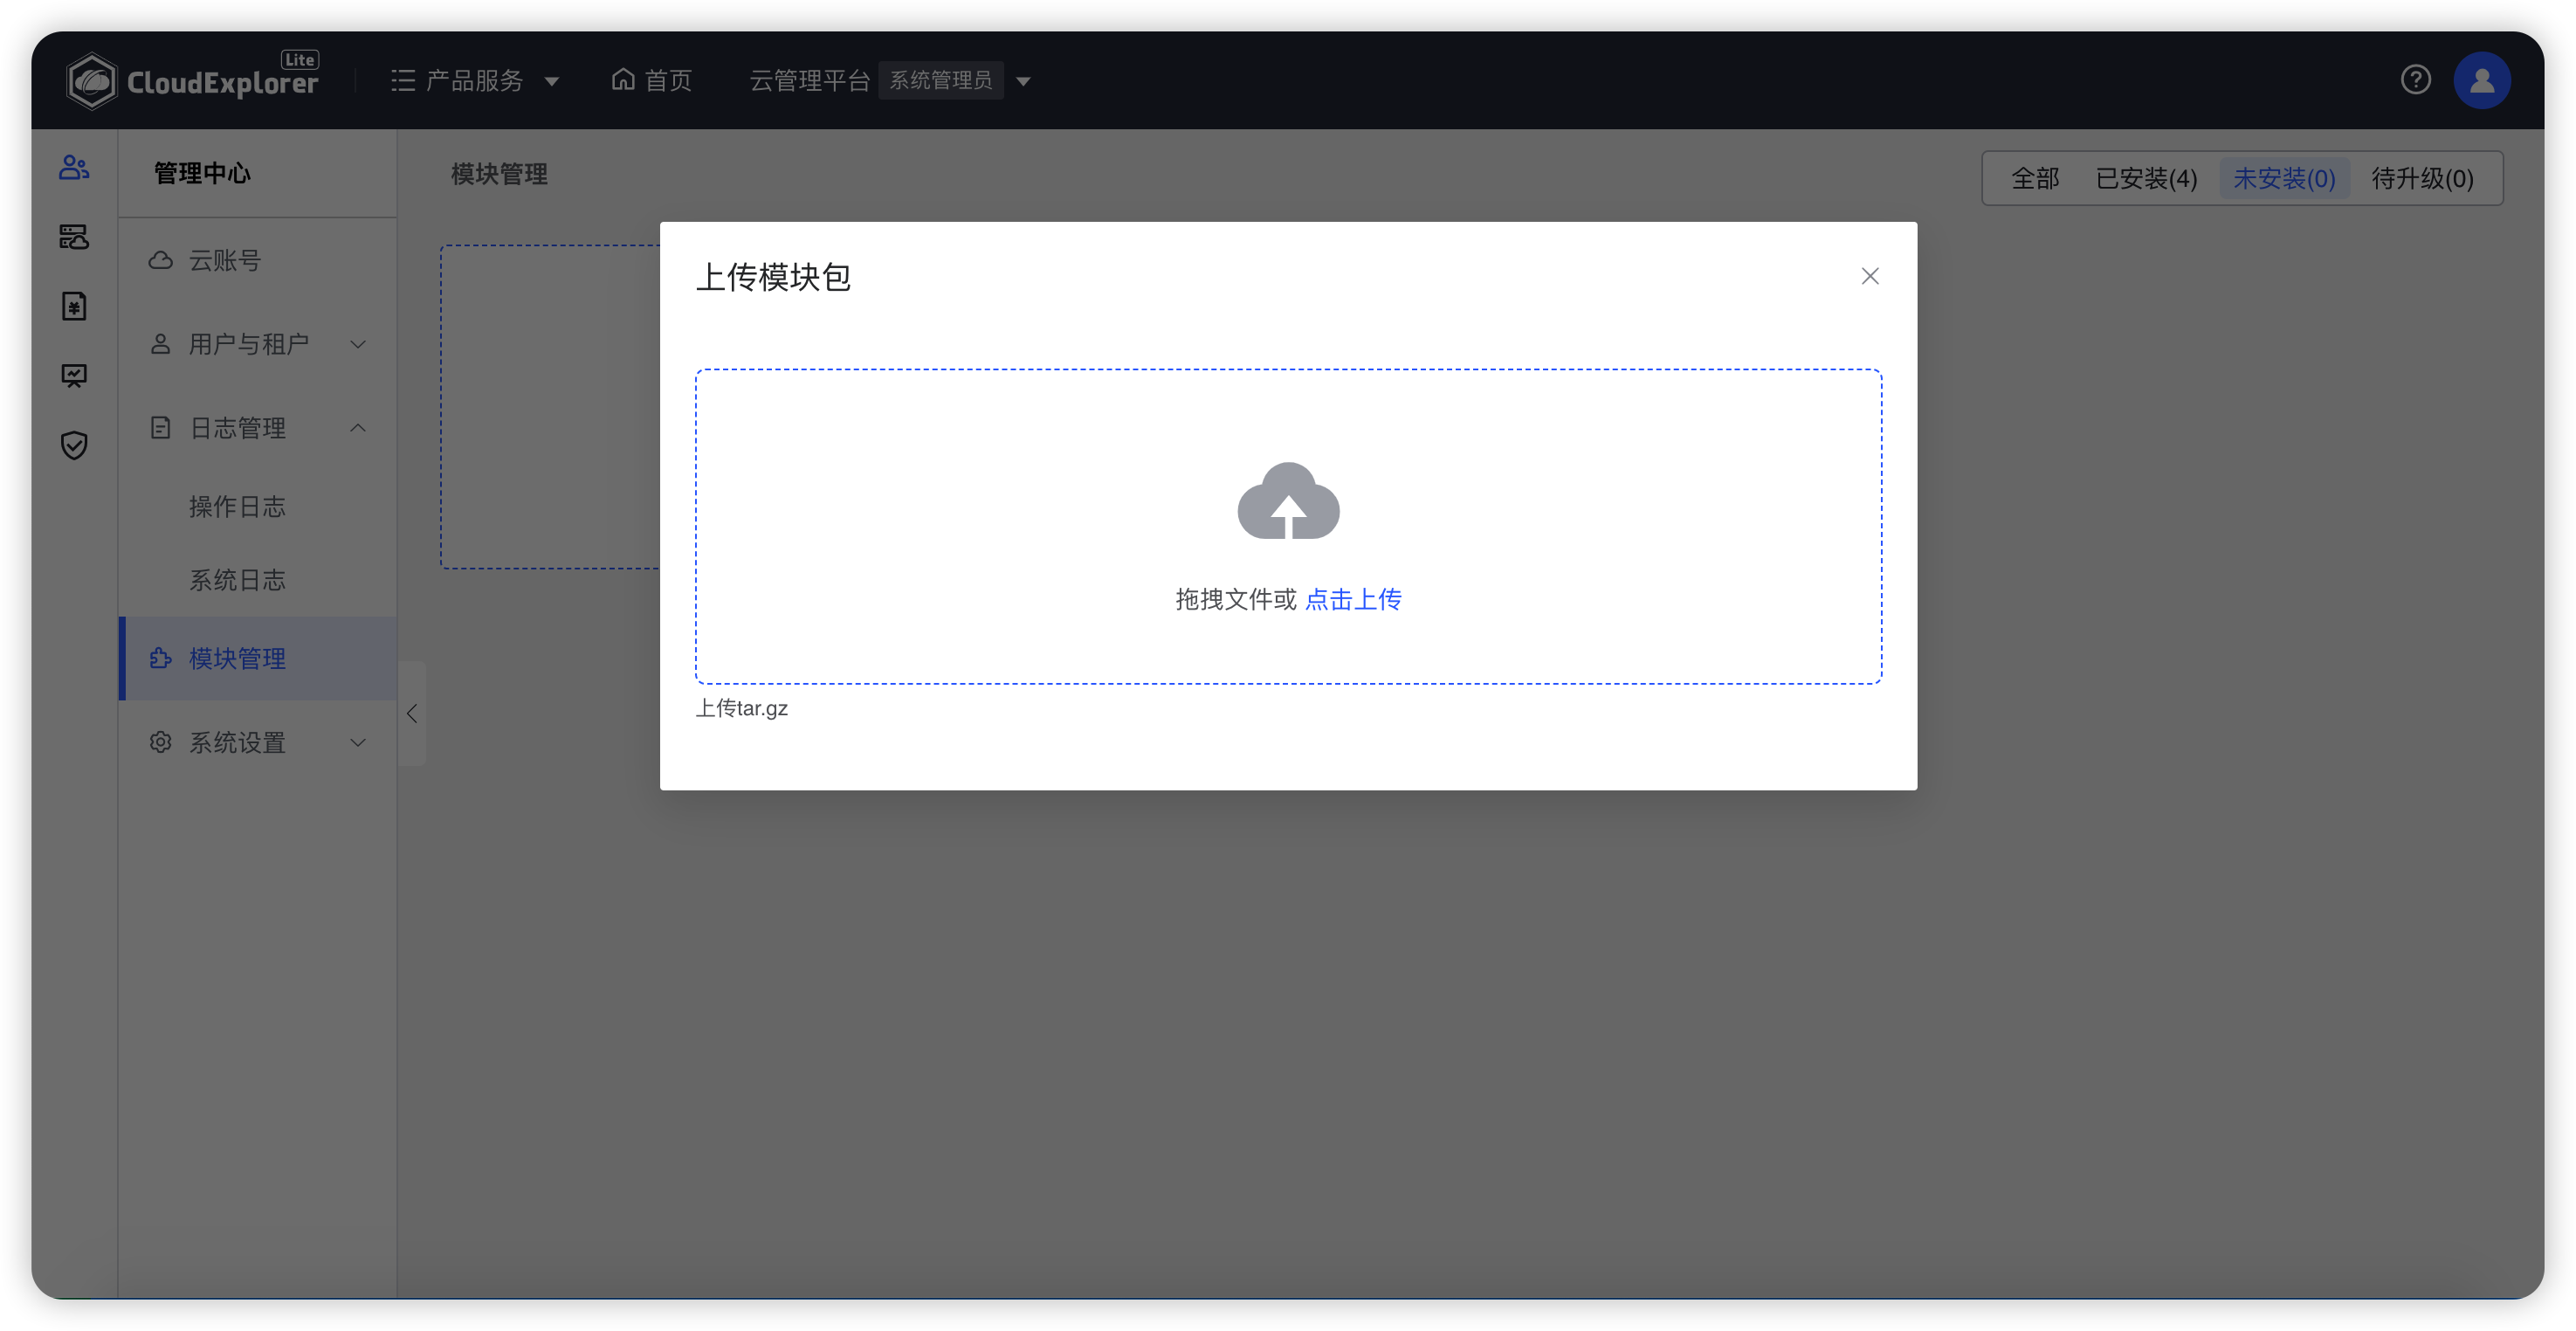 CloudExplorer Lite
产品服务
首页
云管理平台 系统管理员
管理中心
模块管理
全部 已安装(4) 未安装(0) 待升级(0)
云账号
用户与租户
日志管理
操作日志
系统日志
模块管理
系统设置
上传模块包
拖拽文件或 点击上传
上传tar.gz